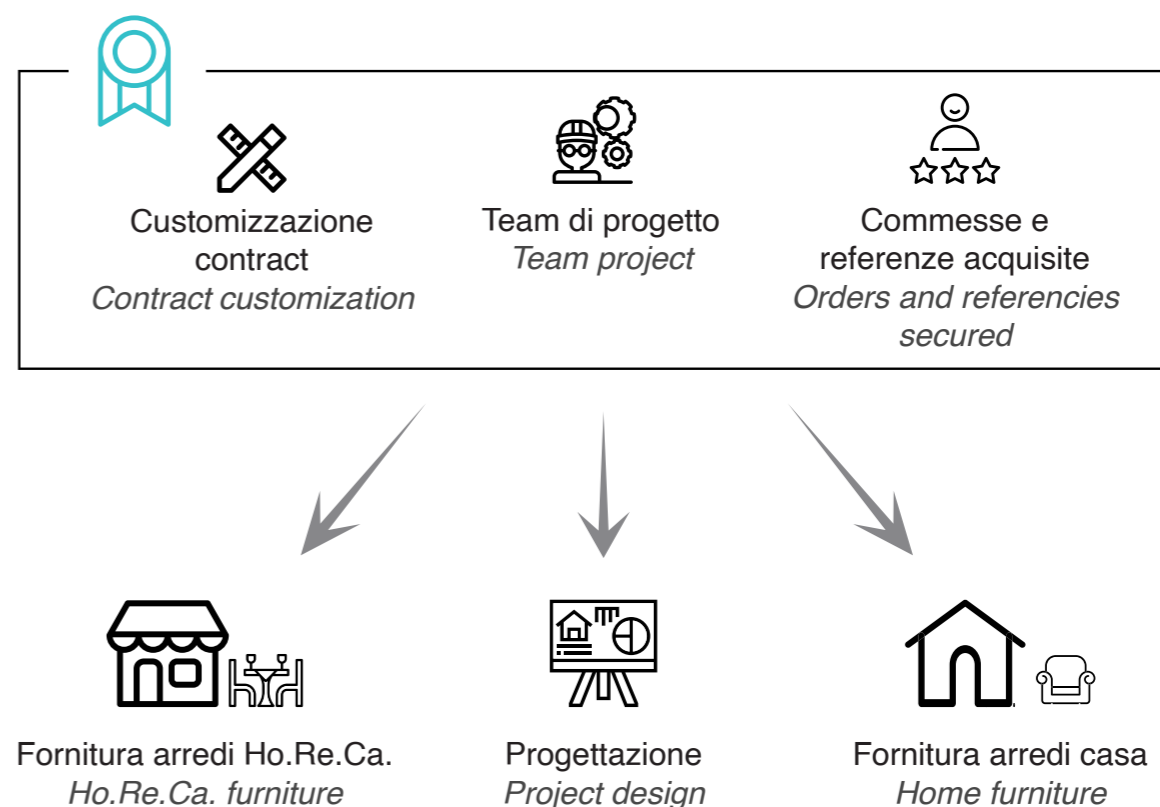 Customizzazione
contract
Contract customization
Team di progetto
Team project
Commesse e
referenze acquisite
Orders and referencies
secured
Fornitura arredi Ho.Re.Ca.
Ho.Re.Ca. furniture
Progettazione
Project design
Fornitura arredi casa
Home furniture